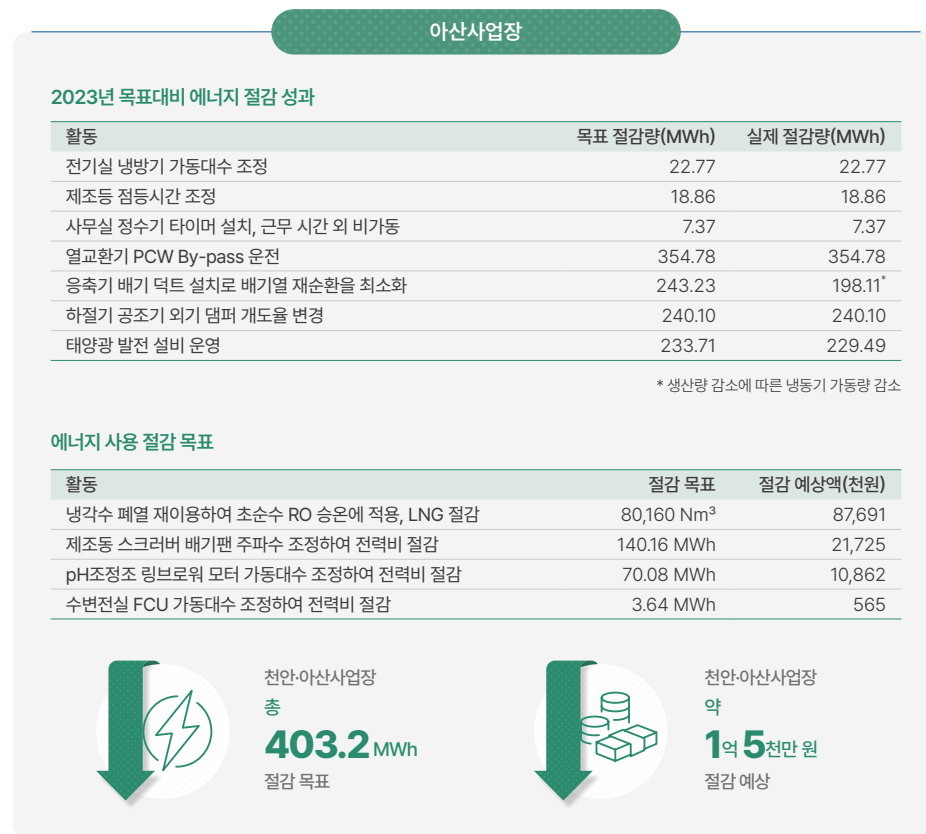 아산사업장
2023년 목표대비 에너지 절감 성과
활동 목표 절감량(MWh) 실제 절감량(MWh)
전기실 냉방기 가동대수 조정 22.77 22.77
제조등 점등시간 조정 18.86 18.86
사무실 정수기 타이머 설치, 근무 시간 외 비가동 7.37 7.37
열교환기 PCW By-pass 운전 354.78 354.78
응축기 배기 덕트 설치로 배기열 재순환을 최소화 243.23 198.11*
하절기 공조기 외기 댐퍼 개도율 변경 240.10 240.10
태양광 발전 설비 운영 233.71 229.49
* 생산량 감소에 따른 냉동기 가동량 감소
에너지 사용 절감 목표
활동 절감 목표 절감 예상액(천원)
냉각수 폐열 재이용하여 초순수 RO 승온에 적용, LNG 절감 80,160 Nm³ 87,691
제조동 스크러버 배기팬 주파수 조정하여 전력비 절감 140.16 MWh 21,725
pH조정조 링브로워 모터 가동대수 조정하여 전력비 절감 70.08 MWh 10,862
수변전실 FCU 가동대수 조정하여 전력비 절감 3.64 MWh 565
천안·아산사업장
총
403.2 MWh
절감 목표
천안·아산사업장
약
1억 5천만 원
절감 예상